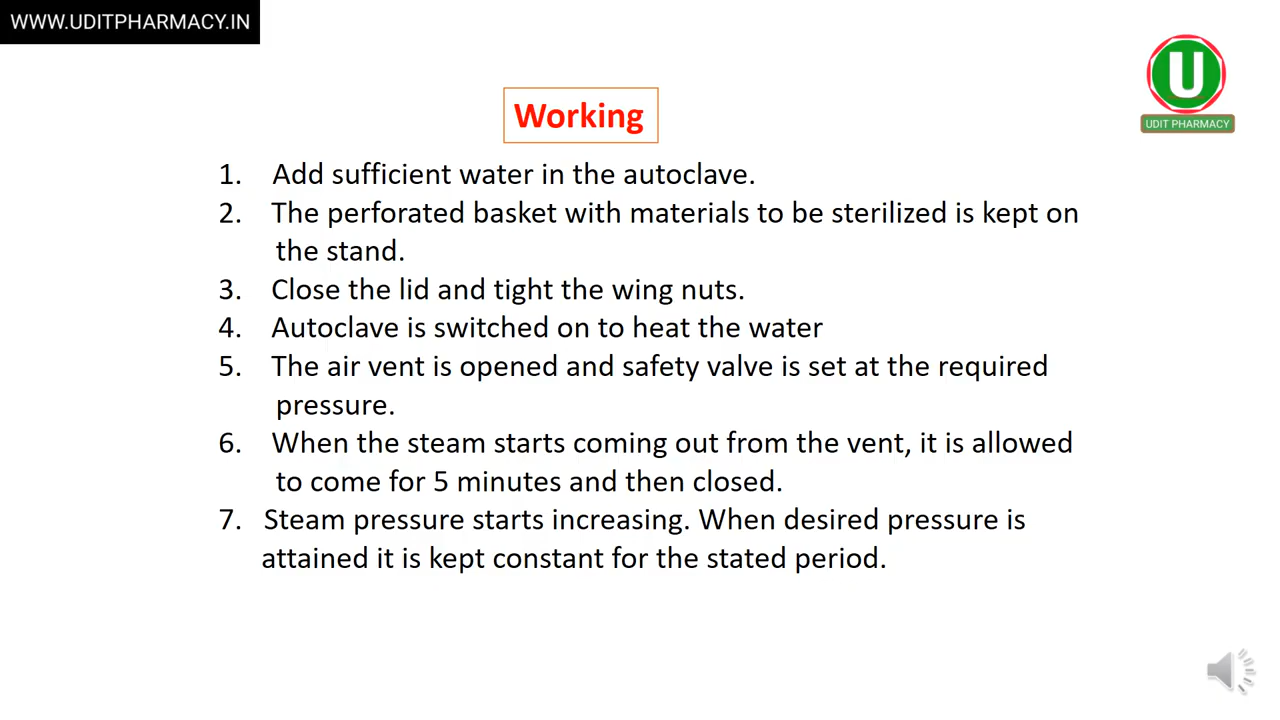 WWW.UDITPHARMACY.IN
U
UDIT PHARMACY
Working
1. Add sufficient water in the autoclave.
2. The perforated basket with materials to be sterilized is kept on
the stand.
3. Close the lid and tight the wing nuts.
4. Autoclave is switched on to heat the water
5. The air vent is opened and safety valve is set at the required
pressure.
6. When the steam starts coming out from the vent, it is allowed
to come for 5 minutes and then closed.
7. Steam pressure starts increasing. When desired pressure is
attained it is kept constant for the stated period.